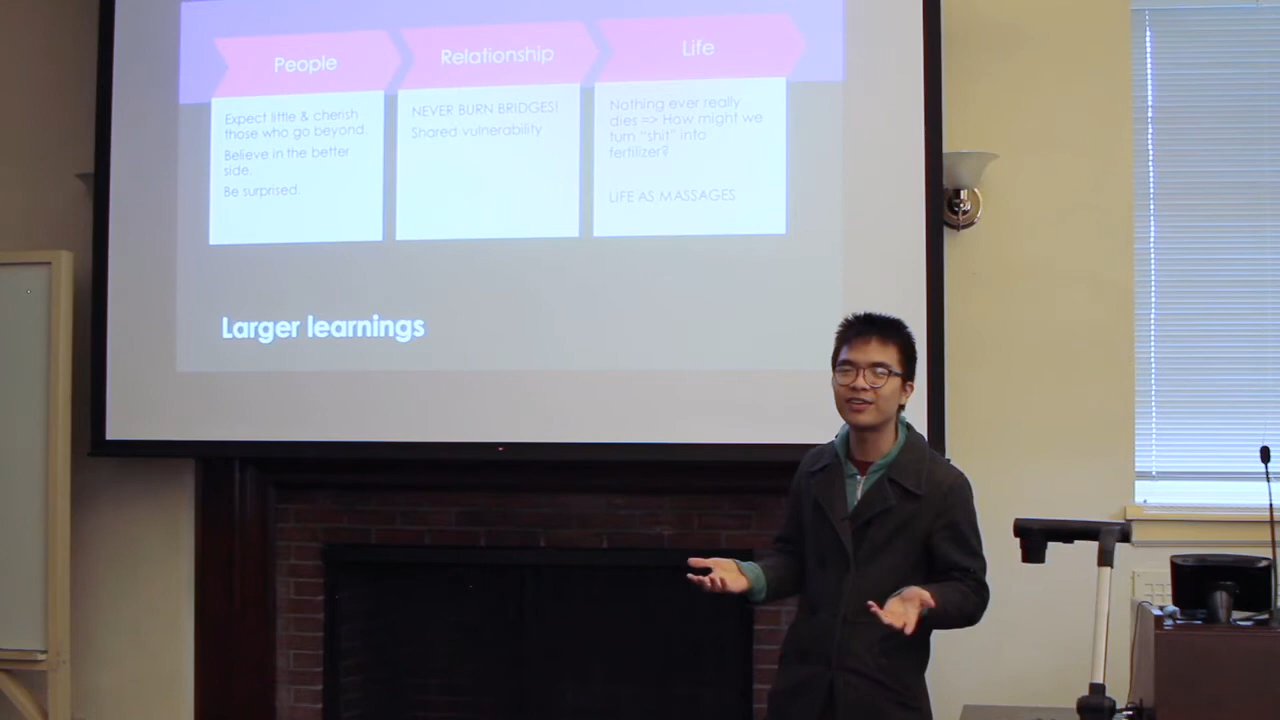 People
Expect little & cherish
those who go beyond.
Believe in the better
side.
Be surprised.
Relationship
NEVER BURN BRIDGES!
Shared vulnerability
Life
Nothing ever really
dies => How might we
turn “shit” into
fertilizer?
LIFE AS MASSAGES
Larger learnings